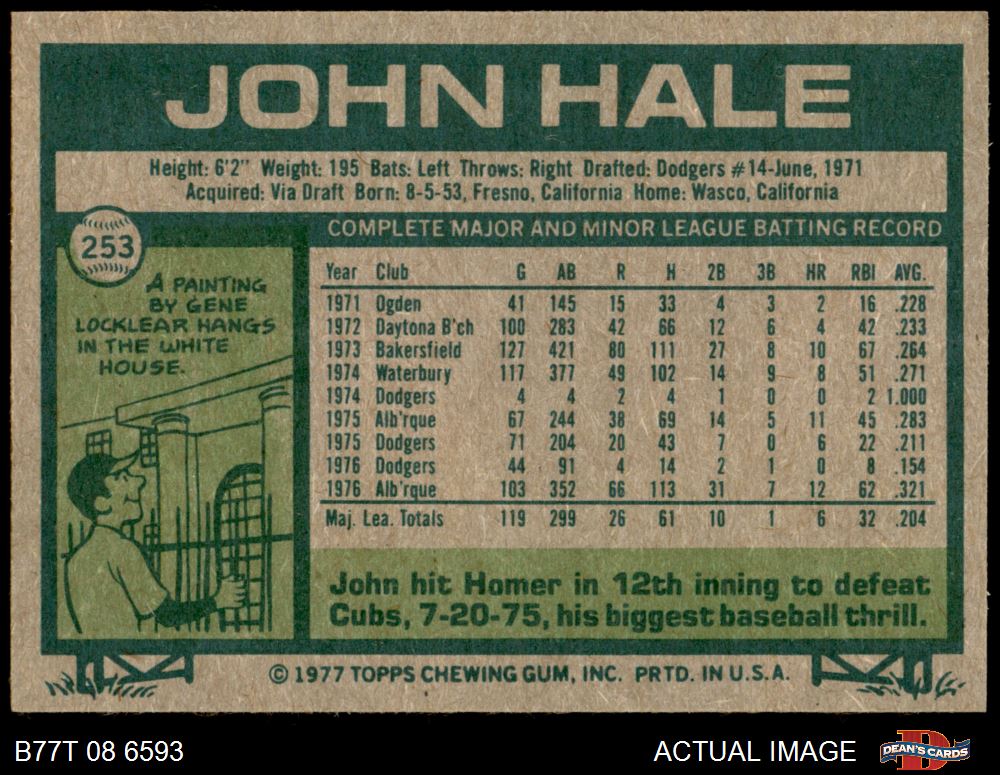 JOHN HALE
Height: 6'2" Weight: 195 Bats: Left Throws: Right Drafted: Dodgers #14-June, 1971
Acquired: Via Draft Born: 8-5-53, Fresno, California Home: Wasco, California
253
A PAINTING
BY GENE
LOCKLEAR HANGS
IN THE WHITE
HOUSE.
COMPLETE MAJOR AND MINOR LEAGUE BATTING RECORD
Year Club G AB R H 2B 3B HR RBI AVG.
1971 Ogden 41 145 15 33 4 3 2 16 .228
1972 Daytona B'ch 100 283 42 66 12 6 4 42 .233
1973 Bakersfield 127 421 80 111 27 8 10 67 .264
1974 Waterbury 117 377 49 102 14 9 8 51 .271
1974 Dodgers 4 4 2 4 1 0 0 2 1.000
1975 Alb'rque 67 244 38 69 14 5 11 45 .283
1975 Dodgers 71 204 20 43 7 0 6 22 .211
1976 Dodgers 44 91 4 14 2 1 0 8 .154
1976 Alb'rque 103 352 66 113 31 7 12 62 .321
Maj. Lea. Totals 119 299 26 61 10 1 6 32 .204
John hit Homer in 12th inning to defeat
Cubs, 7-20-75, his biggest baseball thrill.
© 1977 TOPPS CHEWING GUM, INC. PRTD. IN U.S.A.
B77T 08 6593
ACTUAL IMAGE
D
DEAN'S CARDS